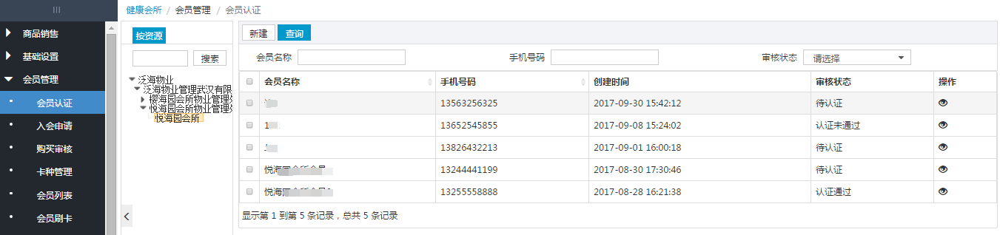 健康会所 / 会员管理 / 会员认证
商品销售
基础设置
会员管理
会员认证
入会申请
购买审核
卡种管理
会员列表
会员刷卡
按资源
搜索
泛海物业
泛海物业管理武汉有限
樱海园会所物业管理
悦海园会所物业管理
悦海园会所
新建 查询
会员名称 手机号码 审核状态 请选择
会员名称 手机号码 创建时间 审核状态 操作
13563256325 2017-09-30 15:42:12 待认证
1 13652545855 2017-09-08 15:24:02 认证未通过
13826432213 2017-09-01 16:00:18 待认证
悦海 13244441199 2017-08-30 17:30:46 待认证
悦海 13255558888 2017-08-28 16:21:38 认证通过
显示第 1 到第 5 条记录，总共 5 条记录